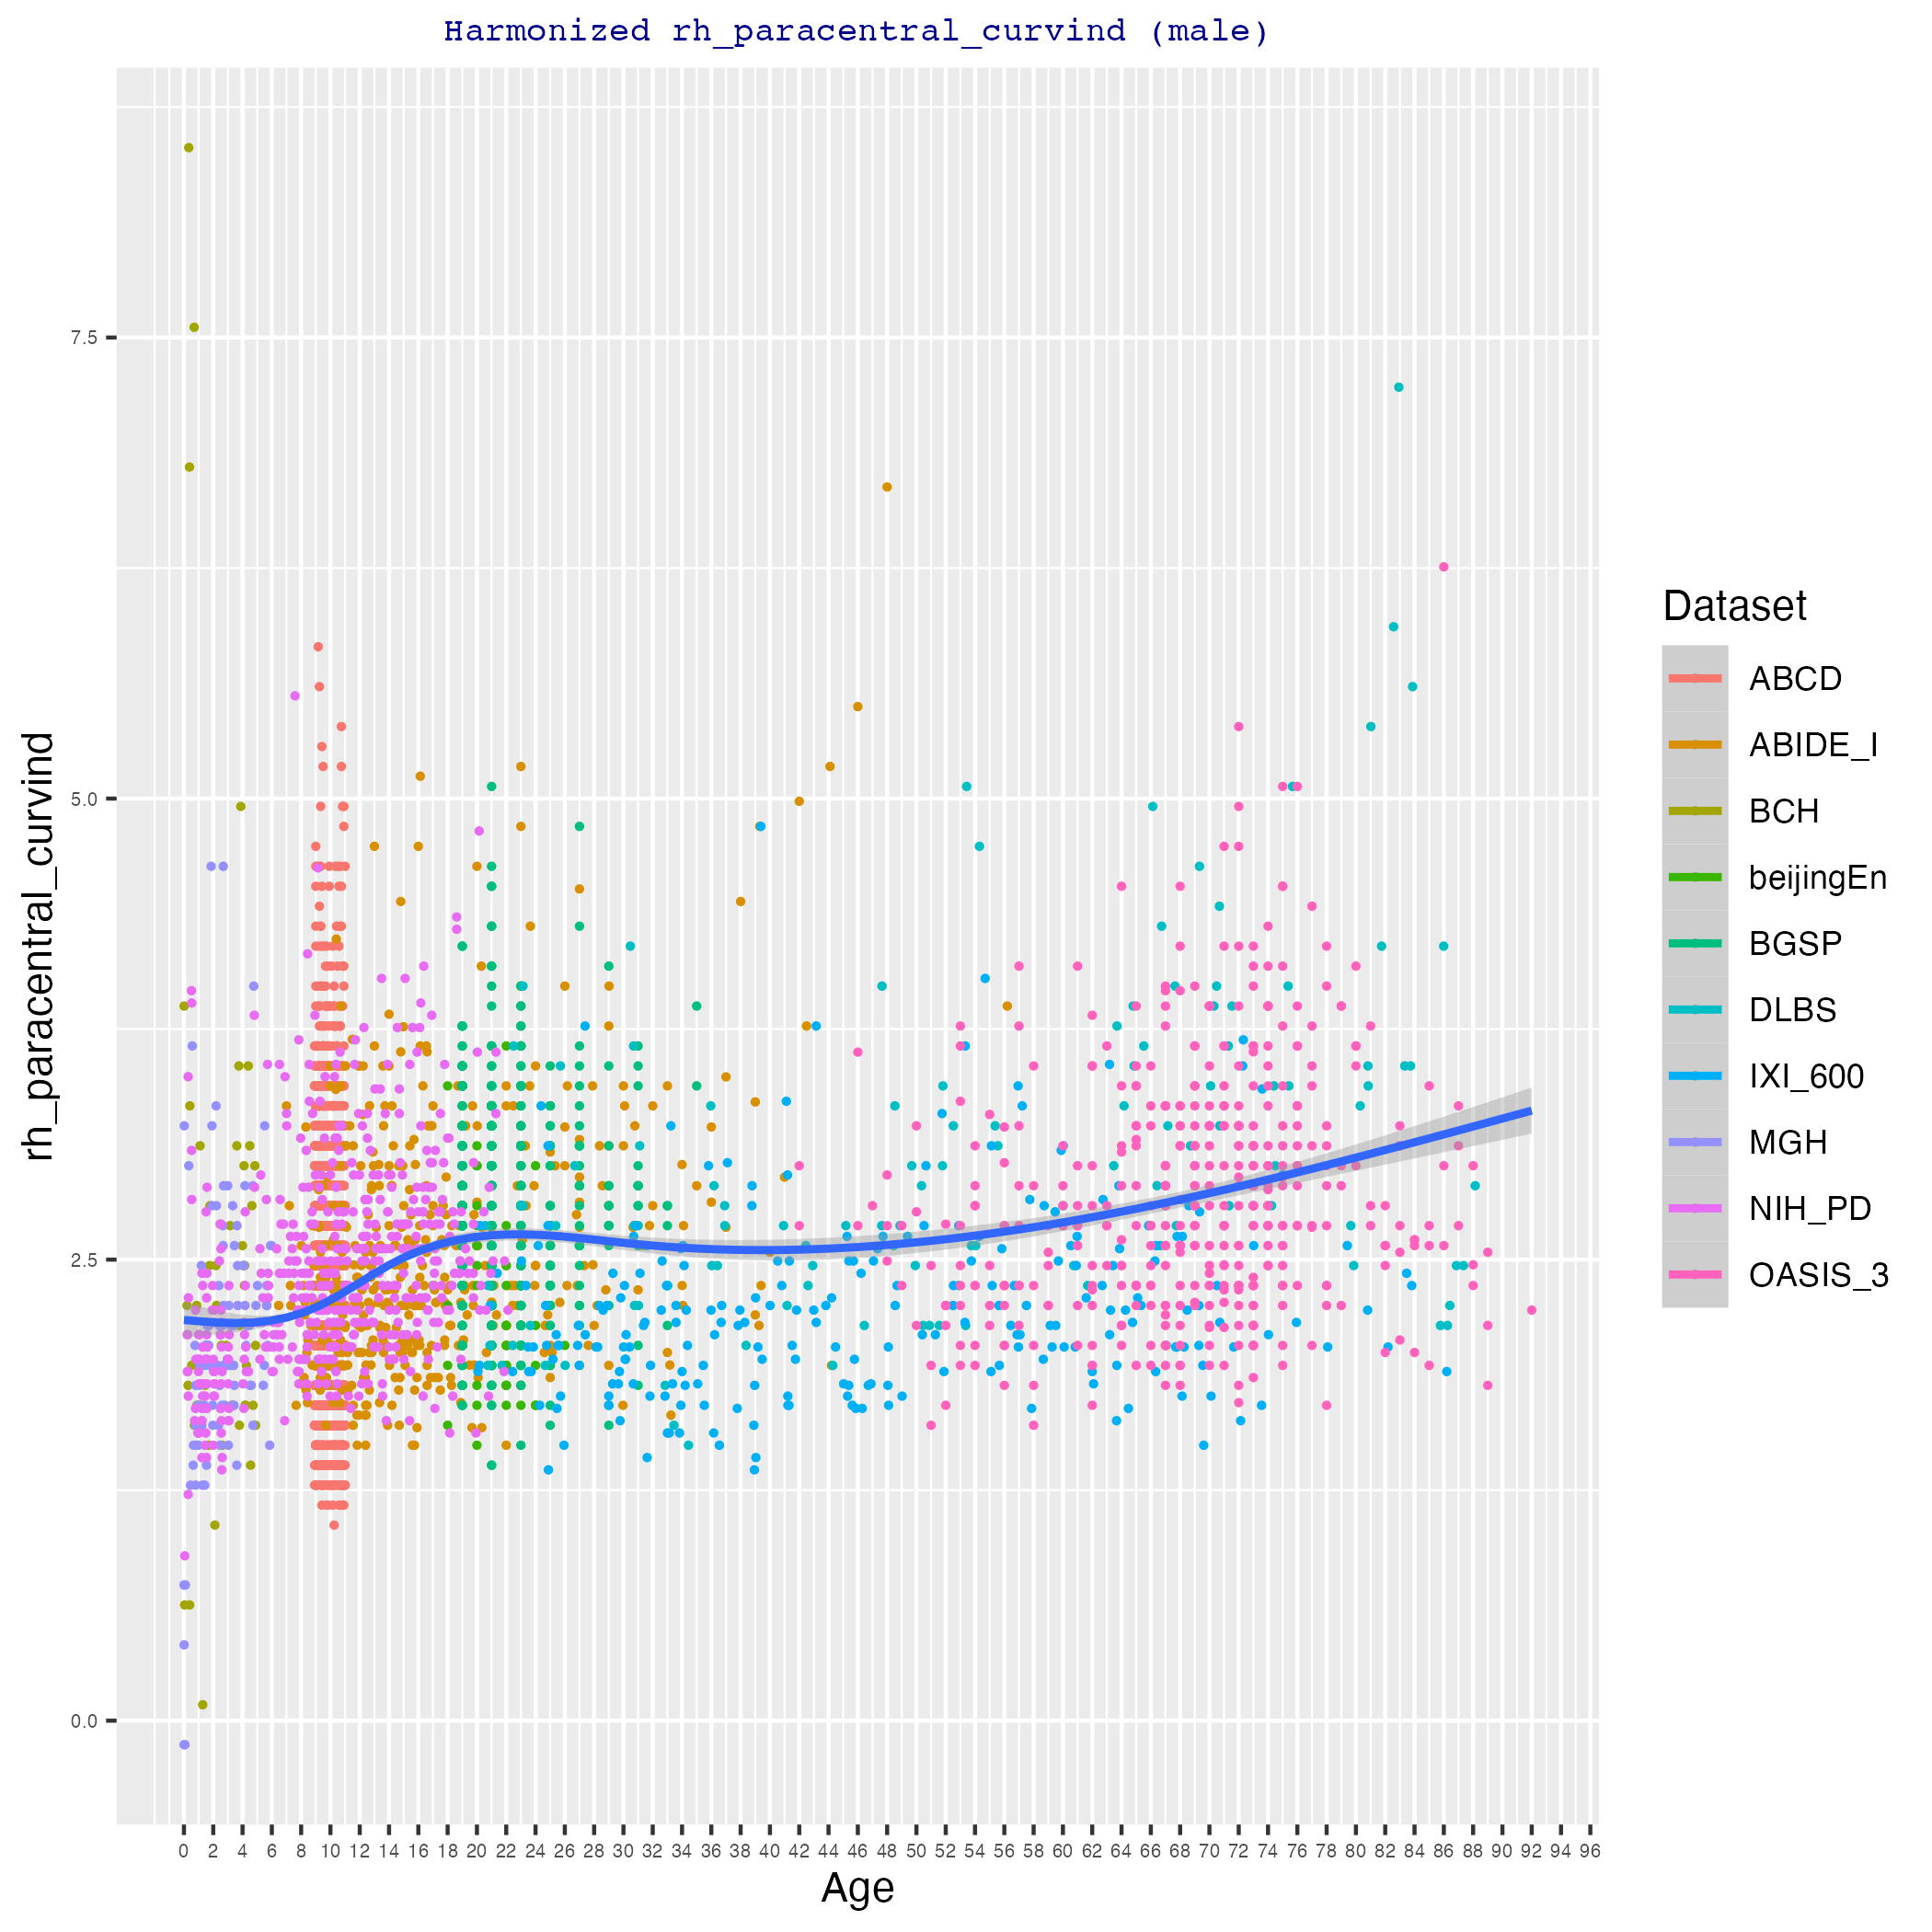 Harmonized rh_paracentral_curvind (male)
rh_paracentral_curvind
7.5
5.0
2.5
0.0
0 2 4 6 8 10 12 14 16 18 20 22 24 26 28 30 32 34 36 38 40 42 44 46 48 50 52 54 56 58 60 62 64 66 68 70 72 74 76 78 80 82 84 86 88 90 92 94 96
Age
Dataset
ABCD
ABIDE_I
BCH
beijingEn
BGSP
DLBS
IXI_600
MGH
NIH_PD
OASIS_3